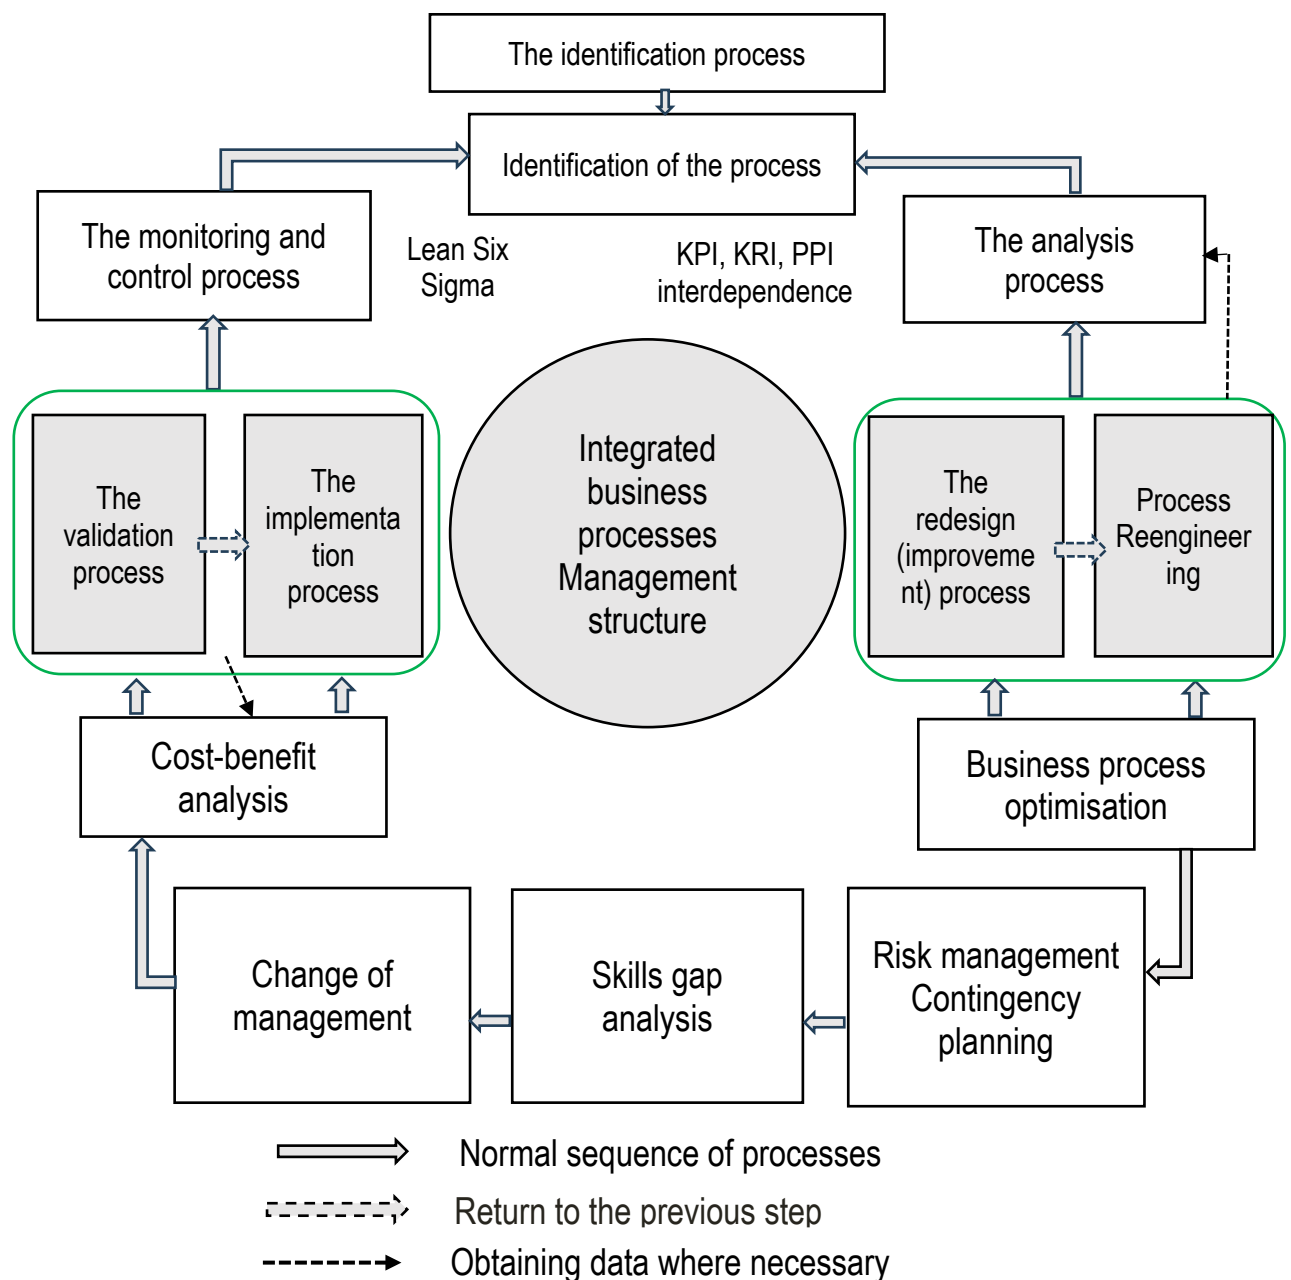 The identification process
Identification of the process
The monitoring and
control process
Lean Six
Sigma
KPI, KRI, PPI
interdependence
The analysis
process
The
validation
process
The
implementa
tion
process
Integrated
business
processes
Management
structure
The
redesign
(improveme
nt) process
Process
Reengineer
ing
Cost-benefit
analysis
Business process
optimisation
Change of
management
Skills gap
analysis
Risk management
Contingency
planning
Normal sequence of processes
Return to the previous step
Obtaining data where necessary